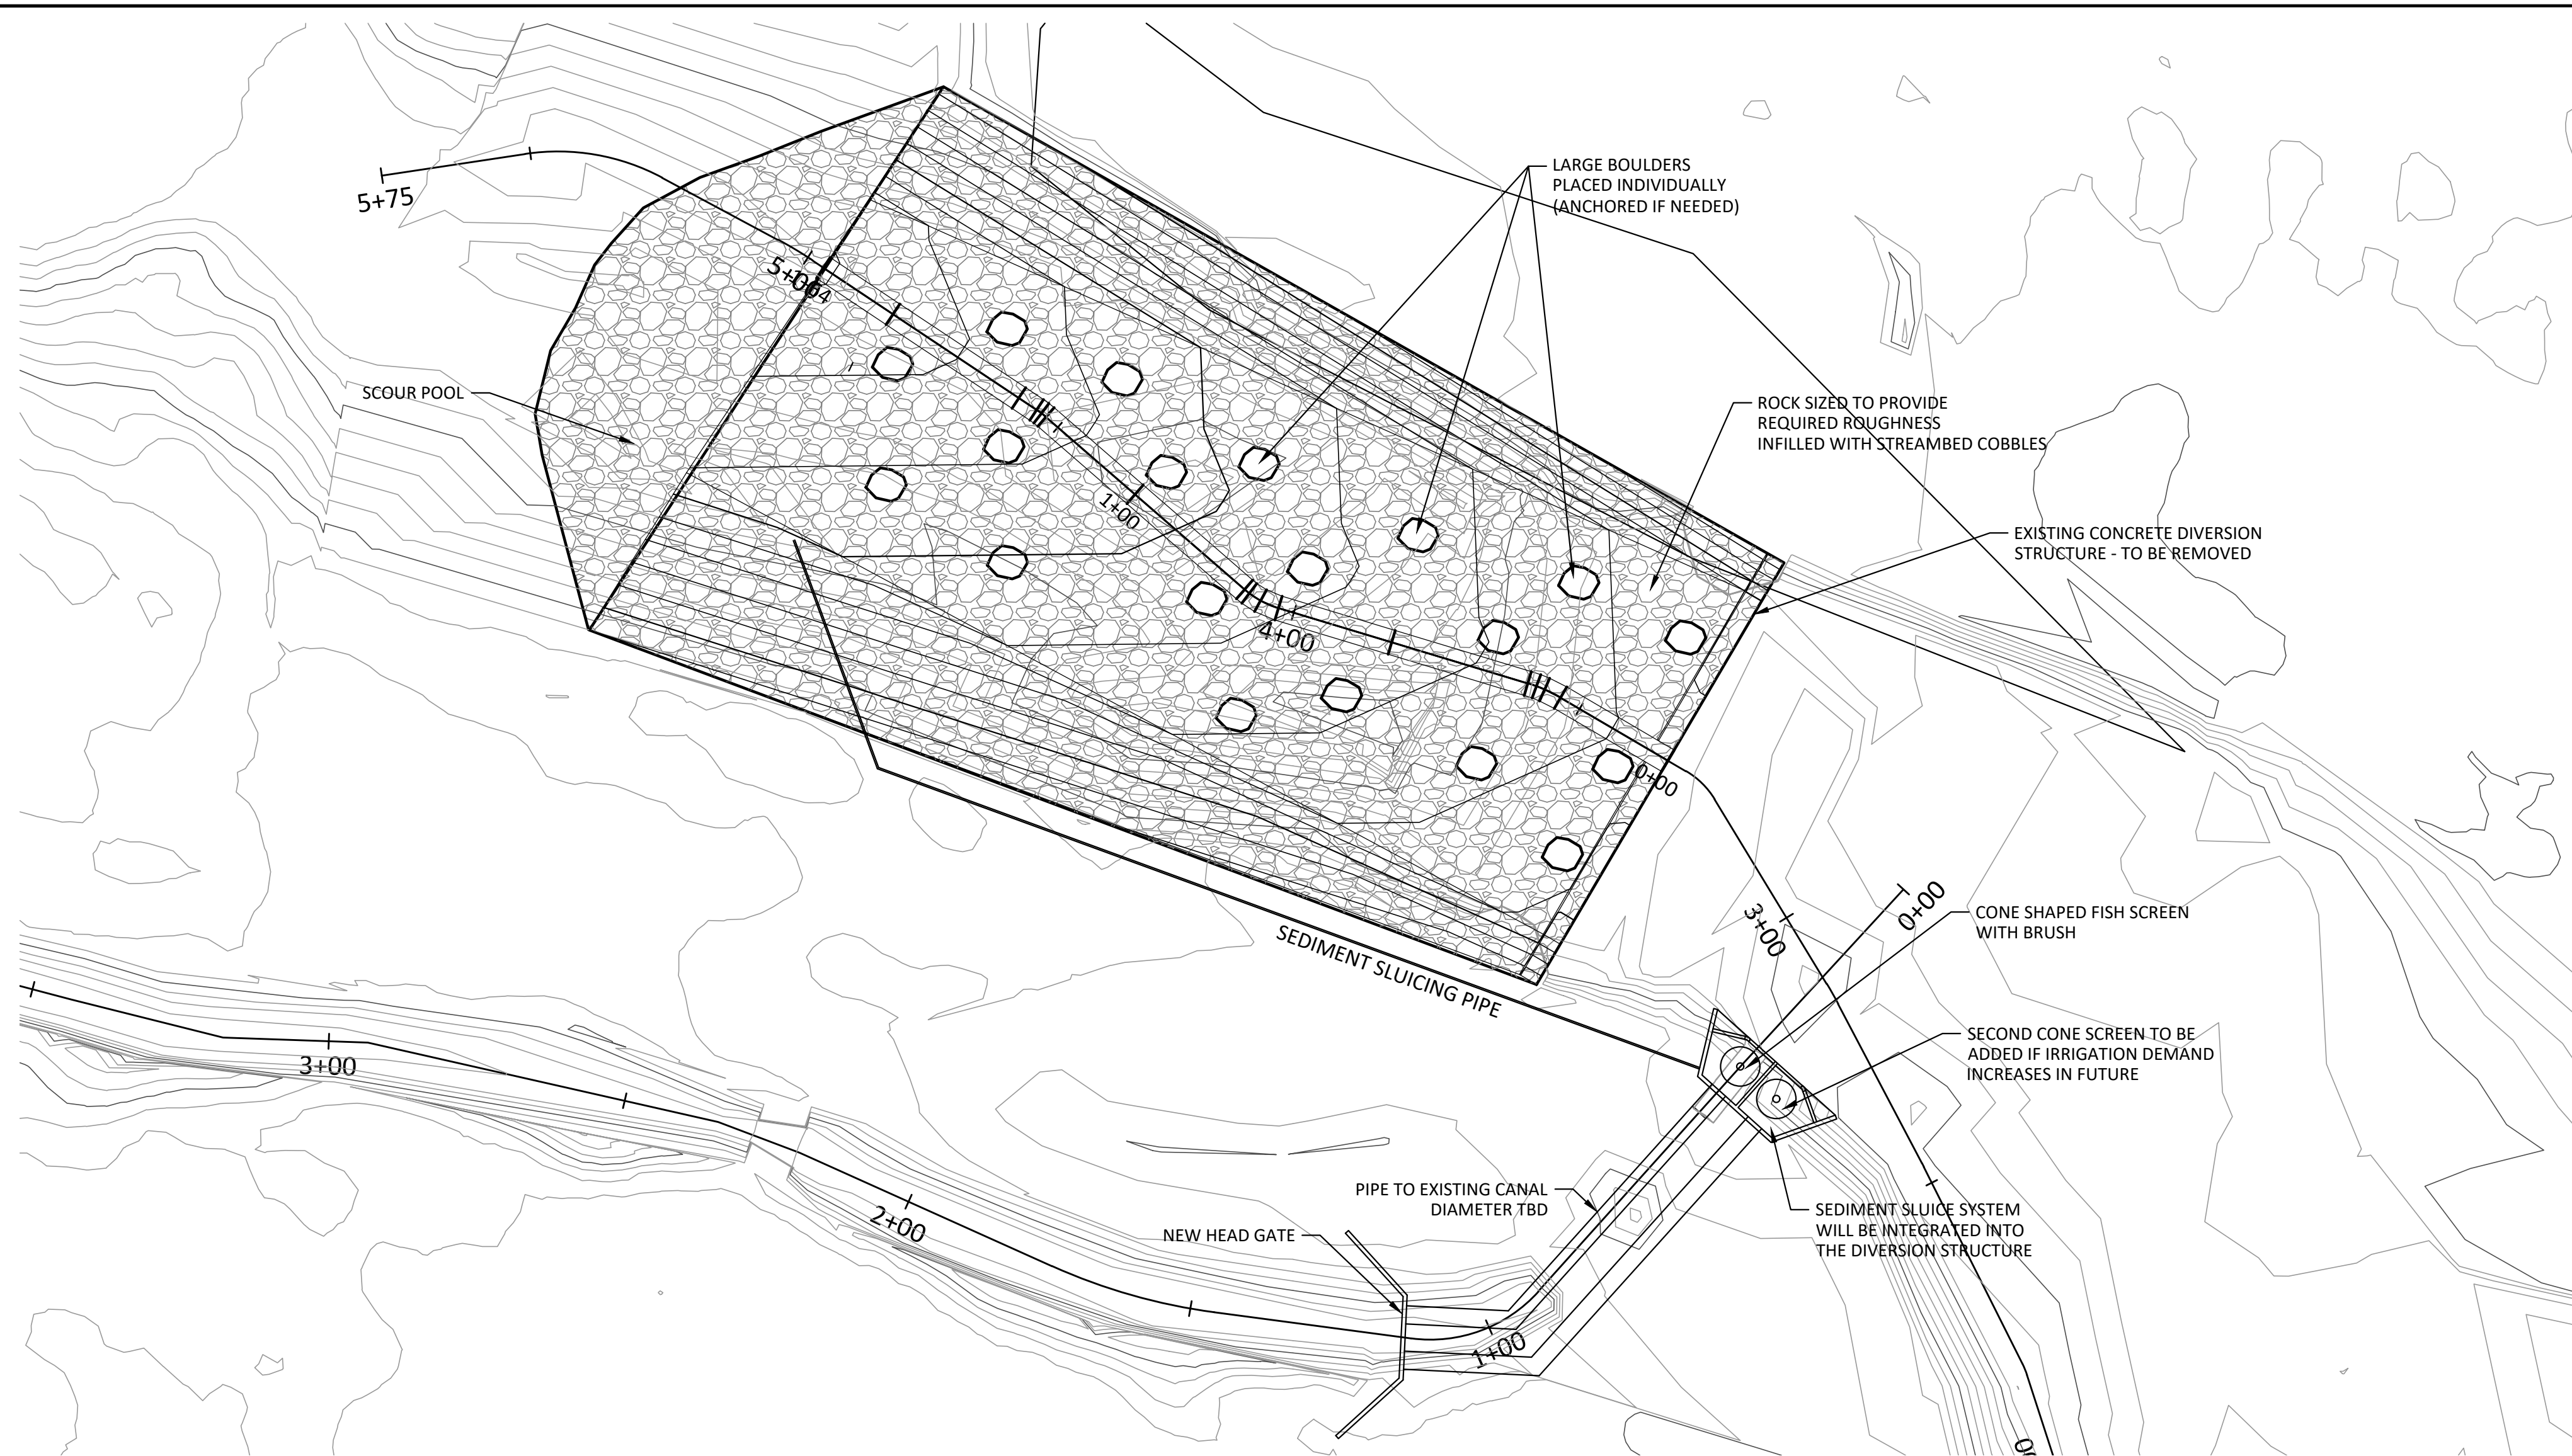 LARGE BOULDERS
PLACED INDIVIDUALLY
(ANCHORED IF NEEDED)
5+75
5+00
SCOUR POOL
ROCK SIZED TO PROVIDE
REQUIRED ROUGHNESS
INFILLED WITH STREAMBED COBBLES
1+00
EXISTING CONCRETE DIVERSION
STRUCTURE - TO BE REMOVED
4+00
0+00
3+00
0+00
CONE SHAPED FISH SCREEN
WITH BRUSH
SEDIMENT SLUICING PIPE
SECOND CONE SCREEN TO BE
ADDED IF IRRIGATION DEMAND
INCREASES IN FUTURE
3+00
PIPE TO EXISTING CANAL
DIAMETER TBD
2+00
NEW HEAD GATE
SEDIMENT SLUICE SYSTEM
WILL BE INTEGRATED INTO
THE DIVERSION STRUCTURE
1+00